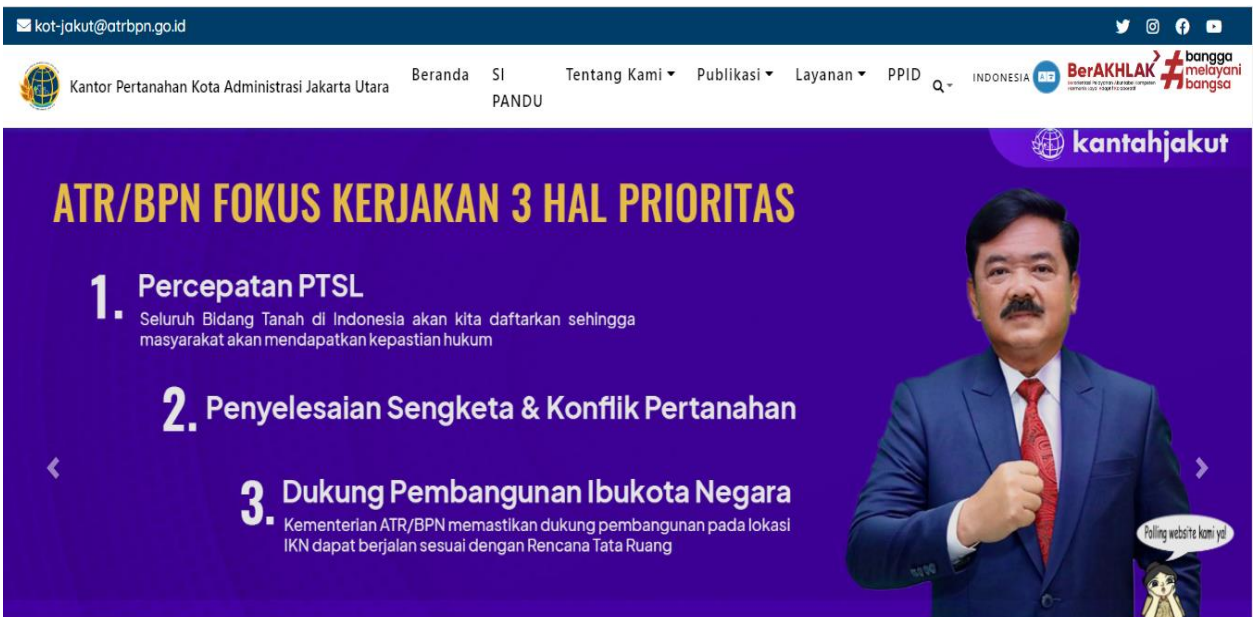 kot-jakut@atrbpn.go.id
Kantor Pertanahan Kota Administrasi Jakarta Utara
Beranda
SI
PANDU
Tentang Kami
Publikasi
Layanan
PPID
INDONESIA
BerAKHLAK
#bangga
melayani
bangsa
kantahjakut
ATR/BPN FOKUS KERJAKAN 3 HAL PRIORITAS
1. Percepatan PTSL
Seluruh Bidang Tanah di Indonesia akan kita daftarkan sehingga
masyarakat akan mendapatkan kepastian hukum
2. Penyelesaian Sengketa & Konflik Pertanahan
3. Dukung Pembangunan Ibukota Negara
Kementerian ATR/BPN memastikan dukung pembangunan pada lokasi
IKN dapat berjalan sesuai dengan Rencana Tata Ruang
Polling website kami ya!